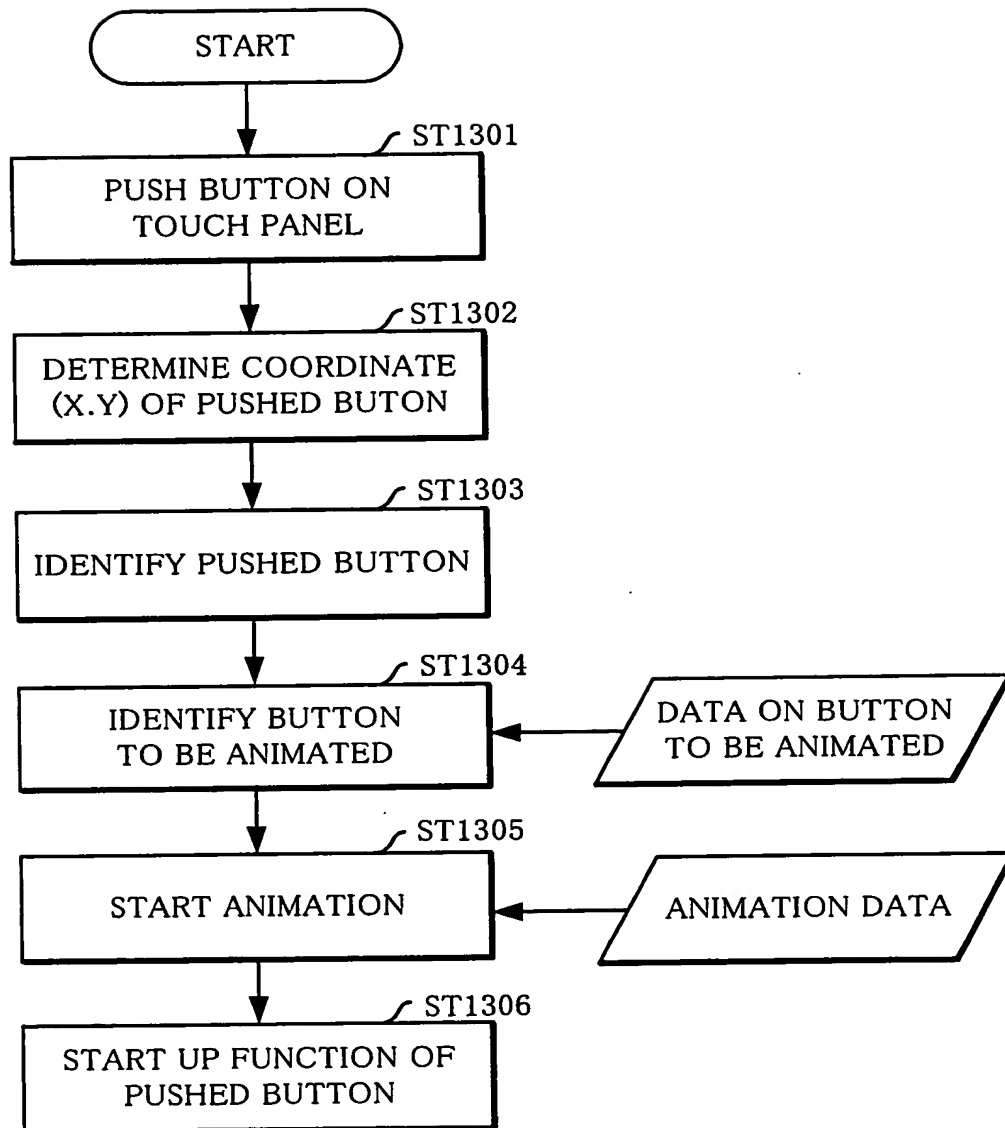 START
ST1301
PUSH BUTTON ON
TOUCH PANEL
ST1302
DETERMINE COORDINATE
(X.Y) OF PUSHED BUTON
ST1303
IDENTIFY PUSHED BUTTON
ST1304
IDENTIFY BUTTON
TO BE ANIMATED
DATA ON BUTTON
TO BE ANIMATED
ST1305
START ANIMATION
ANIMATION DATA
ST1306
START UP FUNCTION OF
PUSHED BUTTON